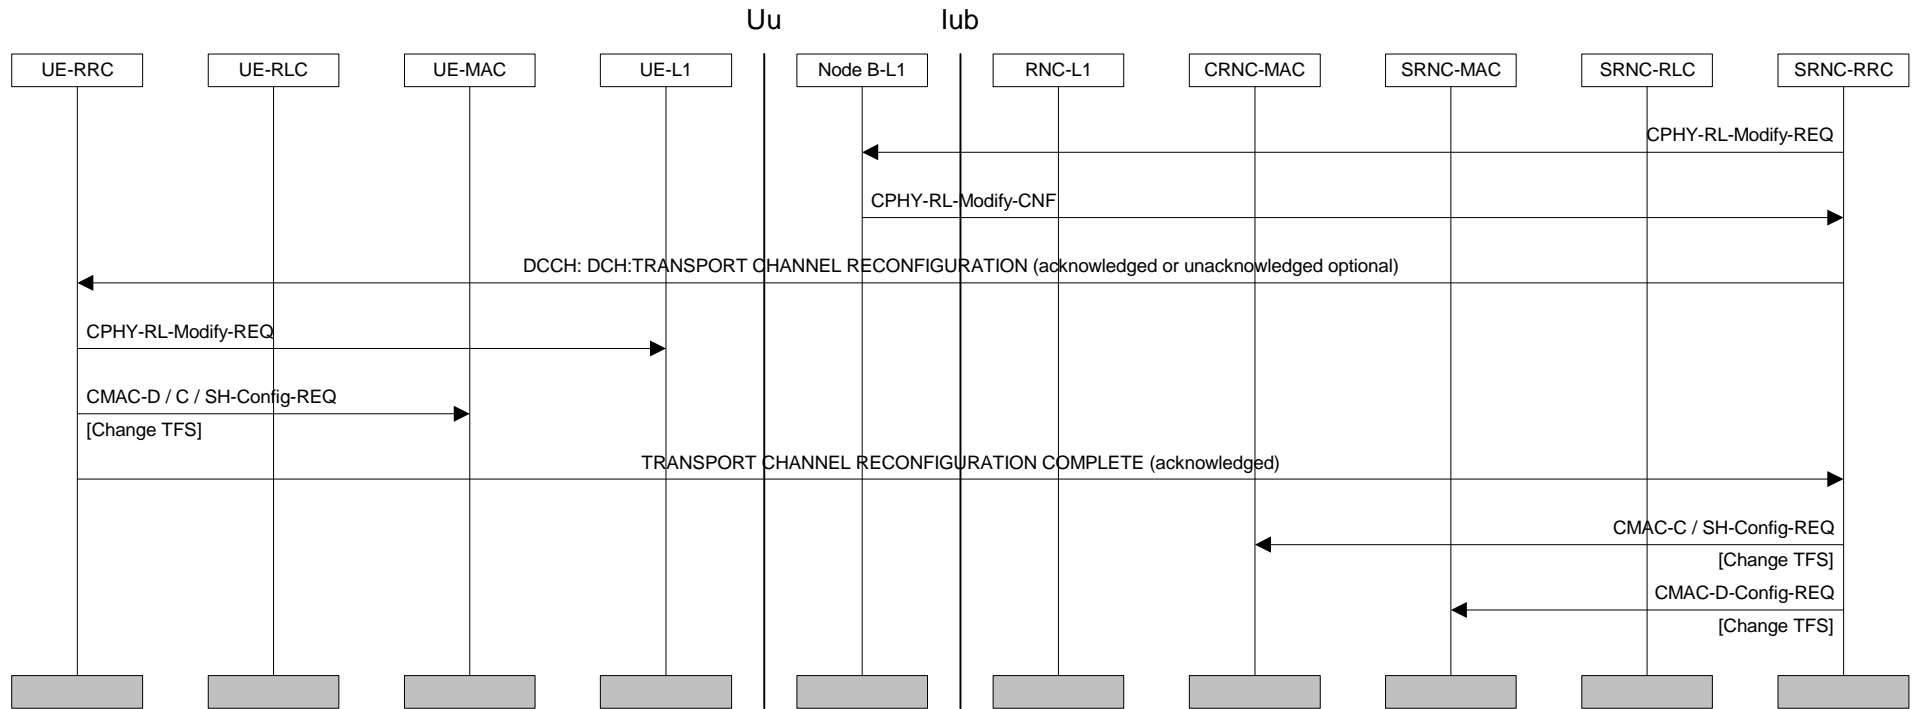 Uu
Iub
UE-RRC
UE-RLC
UE-MAC
UE-L1
Node B-L1
RNC-L1
CRNC-MAC
SRNC-MAC
SRNC-RLC
SRNC-RRC
CPHY-RL-Modify-REQ
CPHY-RL-Modify-CNF
DCCH: DCH:TRANSPORT CHANNEL RECONFIGURATION (acknowledged or unacknowledged optional)
CPHY-RL-Modify-REQ
CMAC-D / C / SH-Config-REQ
[Change TFS]
TRANSPORT CHANNEL RECONFIGURATION COMPLETE (acknowledged)
CMAC-C / SH-Config-REQ
[Change TFS]
CMAC-D-Config-REQ
[Change TFS]